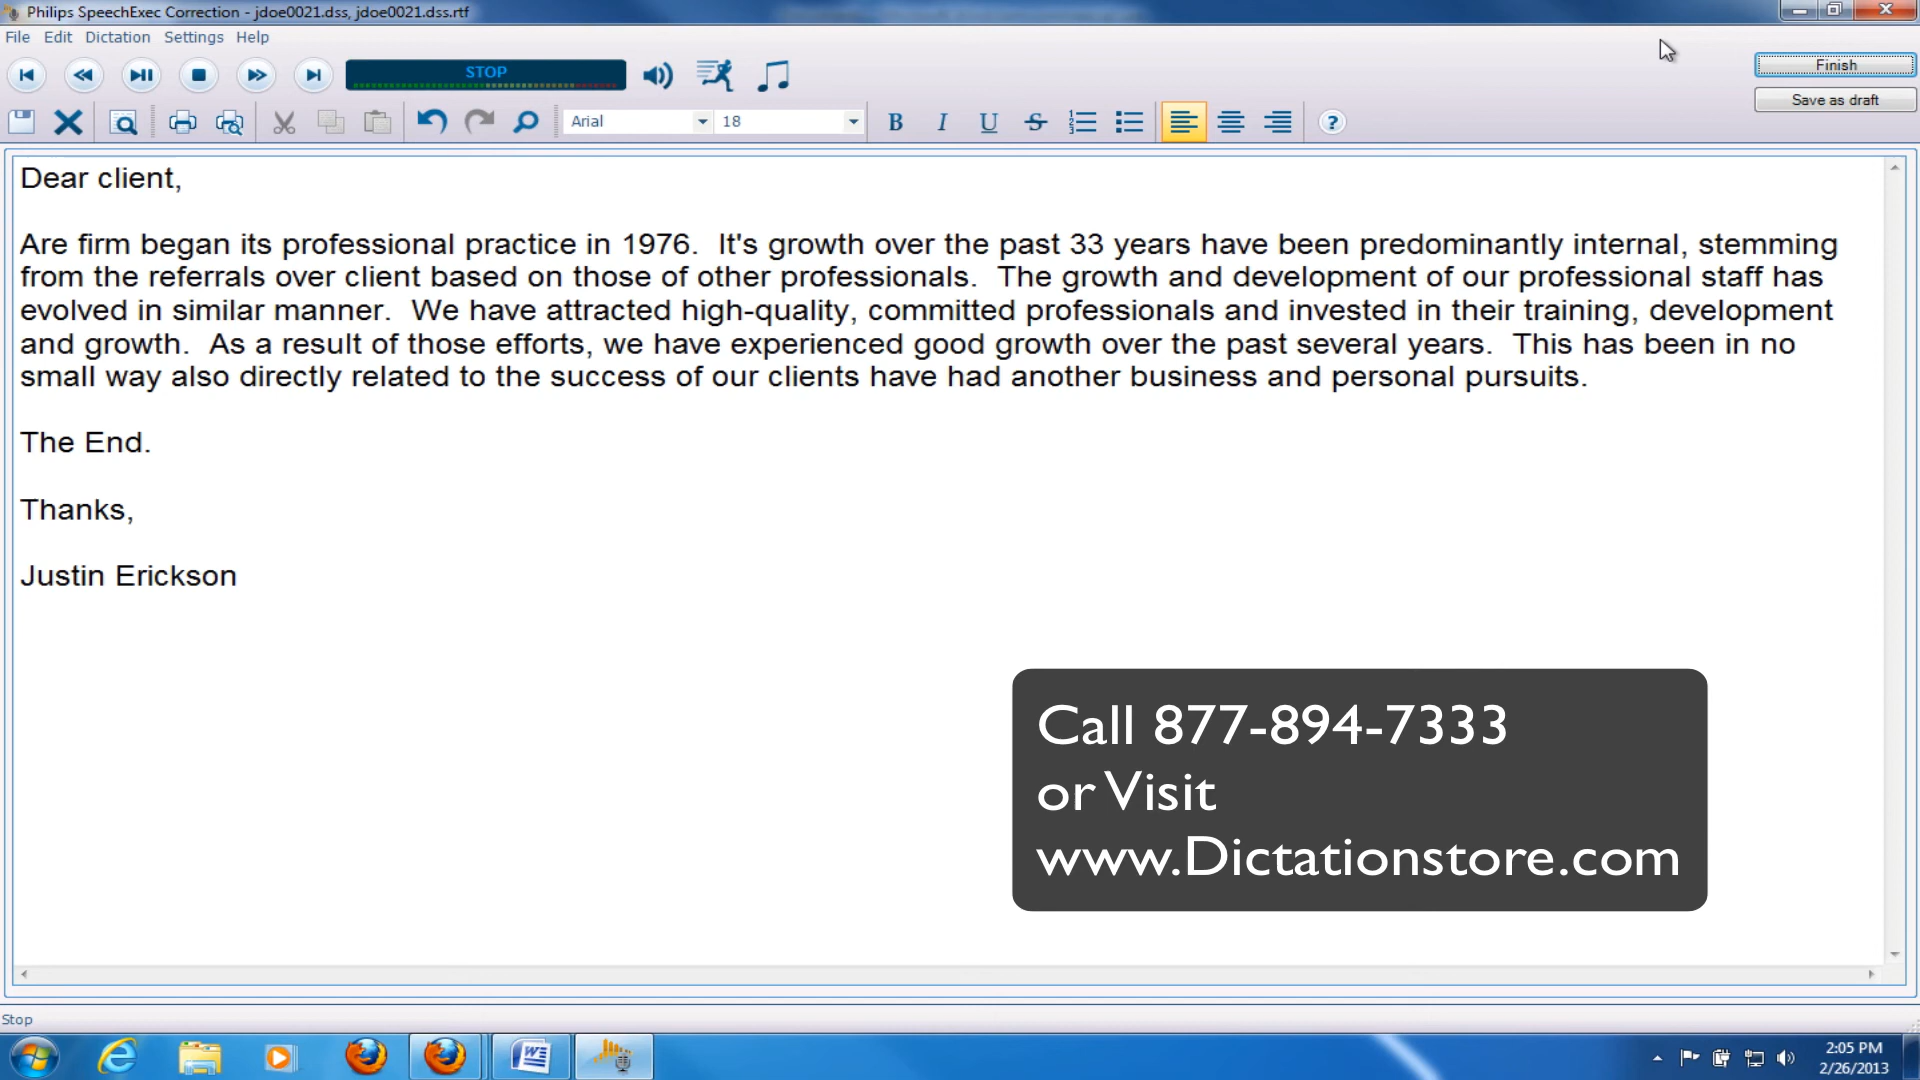 Philips SpeechExec Correction - jdoe0021.dss, jdoe0021.dss.rtf
File Edit Dictation Settings Help
STOP
Finish
Save as draft
Arial 18 B I U S
Dear client,
Are firm began its professional practice in 1976. It's growth over the past 33 years have been predominantly internal, stemming
from the referrals over client based on those of other professionals. The growth and development of our professional staff has
evolved in similar manner. We have attracted high-quality, committed professionals and invested in their training, development
and growth. As a result of those efforts, we have experienced good growth over the past several years. This has been in no
small way also directly related to the success of our clients have had another business and personal pursuits.
The End.
Thanks,
Justin Erickson
Call 877-894-7333
or Visit
www.Dictationstore.com
Stop
2:05 PM
2/26/2013